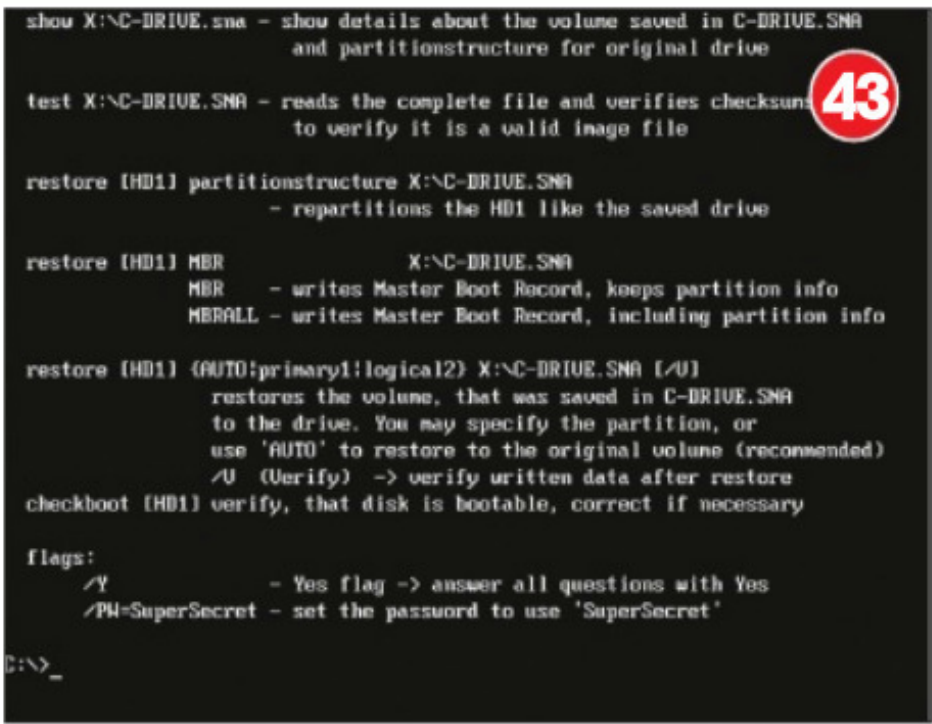 show X:\C-DRIVE.sna - show details about the volume saved in C-DRIVE.SNA
and partitionstructure for original drive
43
test X:\C-DRIVE.SNA - reads the complete file and verifies checksums
to verify it is a valid image file
restore [HD1] partitionstructure X:\C-DRIVE.SNA
- repartitions the HD1 like the saved drive
restore [HD1] MBR X:\C-DRIVE.SNA
MBR - writes Master Boot Record, keeps partition info
MBRALL - writes Master Boot Record, including partition info
restore [HD1] {AUTO|primary1|logical2} X:\C-DRIVE.SNA [/V]
restores the volume, that was saved in C-DRIVE.SNA
to the drive. You may specify the partition, or
use 'AUTO' to restore to the original volume (recommended)
/V (Verify) -> verify written data after restore
checkboot [HD1] verify, that disk is bootable, correct if necessary
flags:
/Y - Yes flag -> answer all questions with Yes
/PW=SuperSecret - set the password to use 'SuperSecret'
C:\>_